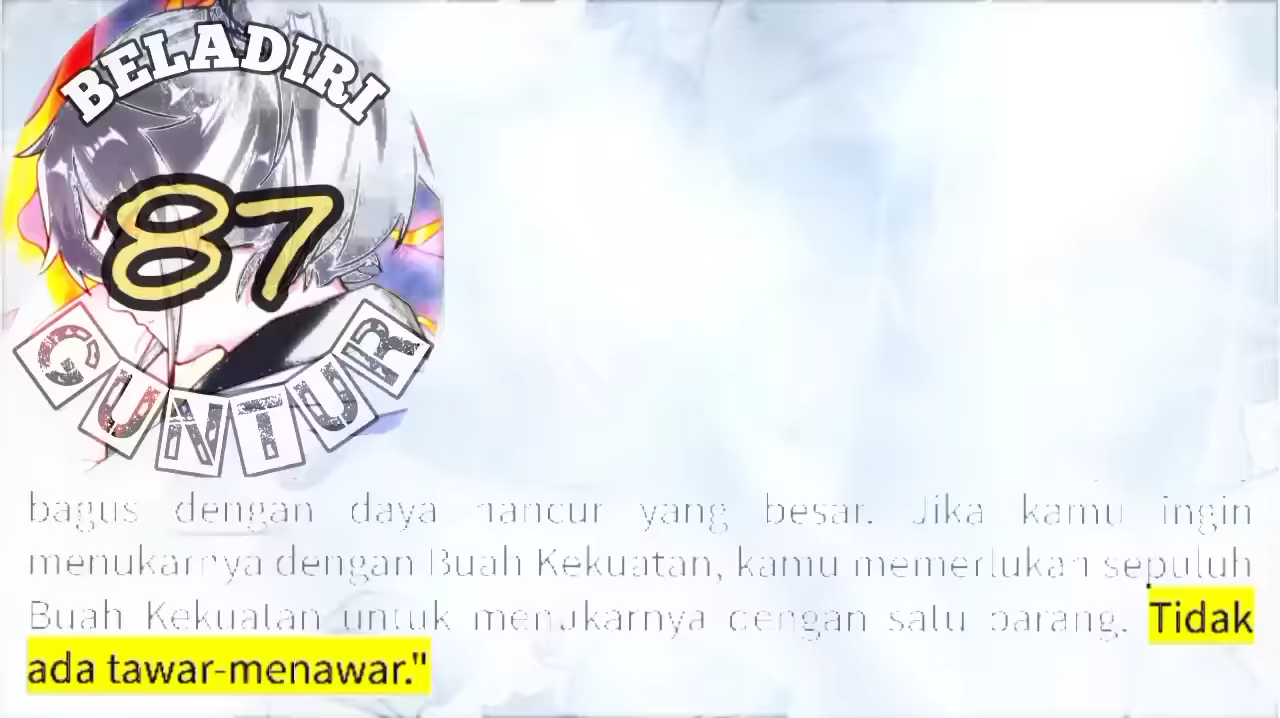 BELADIRI
87
GUNTUR
bagus dengan daya hancur yang besar. Jika kamu ingin
menukarnya dengan Buah Kekuatan, kamu memerlukan sepuluh
Buah Kekuatan untuk menukarnya dengan satu barang. Tidak
ada tawar-menawar."